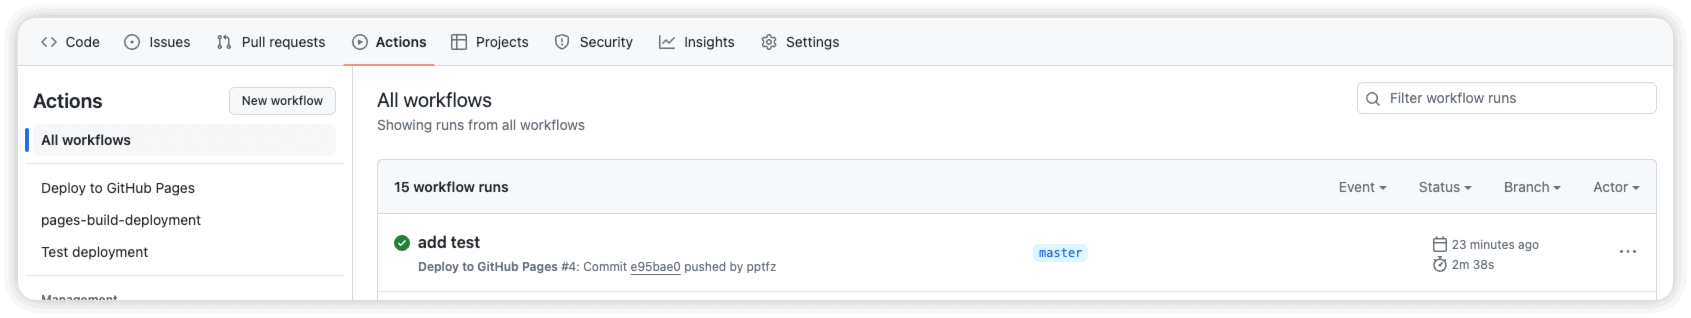 Code Issues Pull requests Actions Projects Security Insights Settings
Actions
New workflow
All workflows
Deploy to GitHub Pages
pages-build-deployment
Test deployment
Management
All workflows
Showing runs from all workflows
Filter workflow runs
15 workflow runs
Event Status Branch Actor
add test
Deploy to GitHub Pages #4: Commit e95bae0 pushed by pptfz
master
23 minutes ago
2m 38s